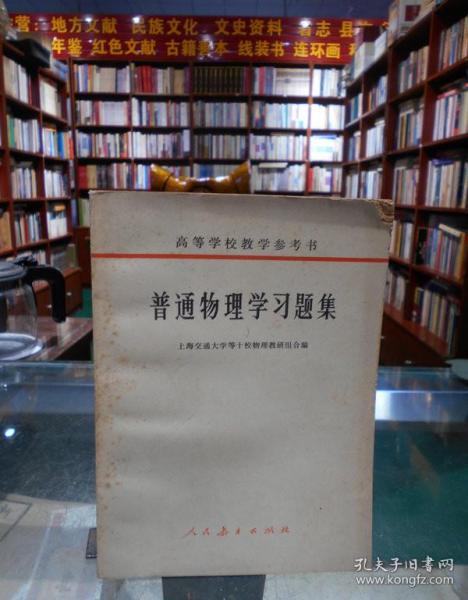 营：地方文献 民族文化 文史资料 省志 县
年鉴 红色文献 古籍善本 线装书 连环画
高等学校教学参考书
普通物理学习题集
上海交通大学等十校物理教研组合编
人民教育出版社
孔夫子旧书网
www.kongfz.com